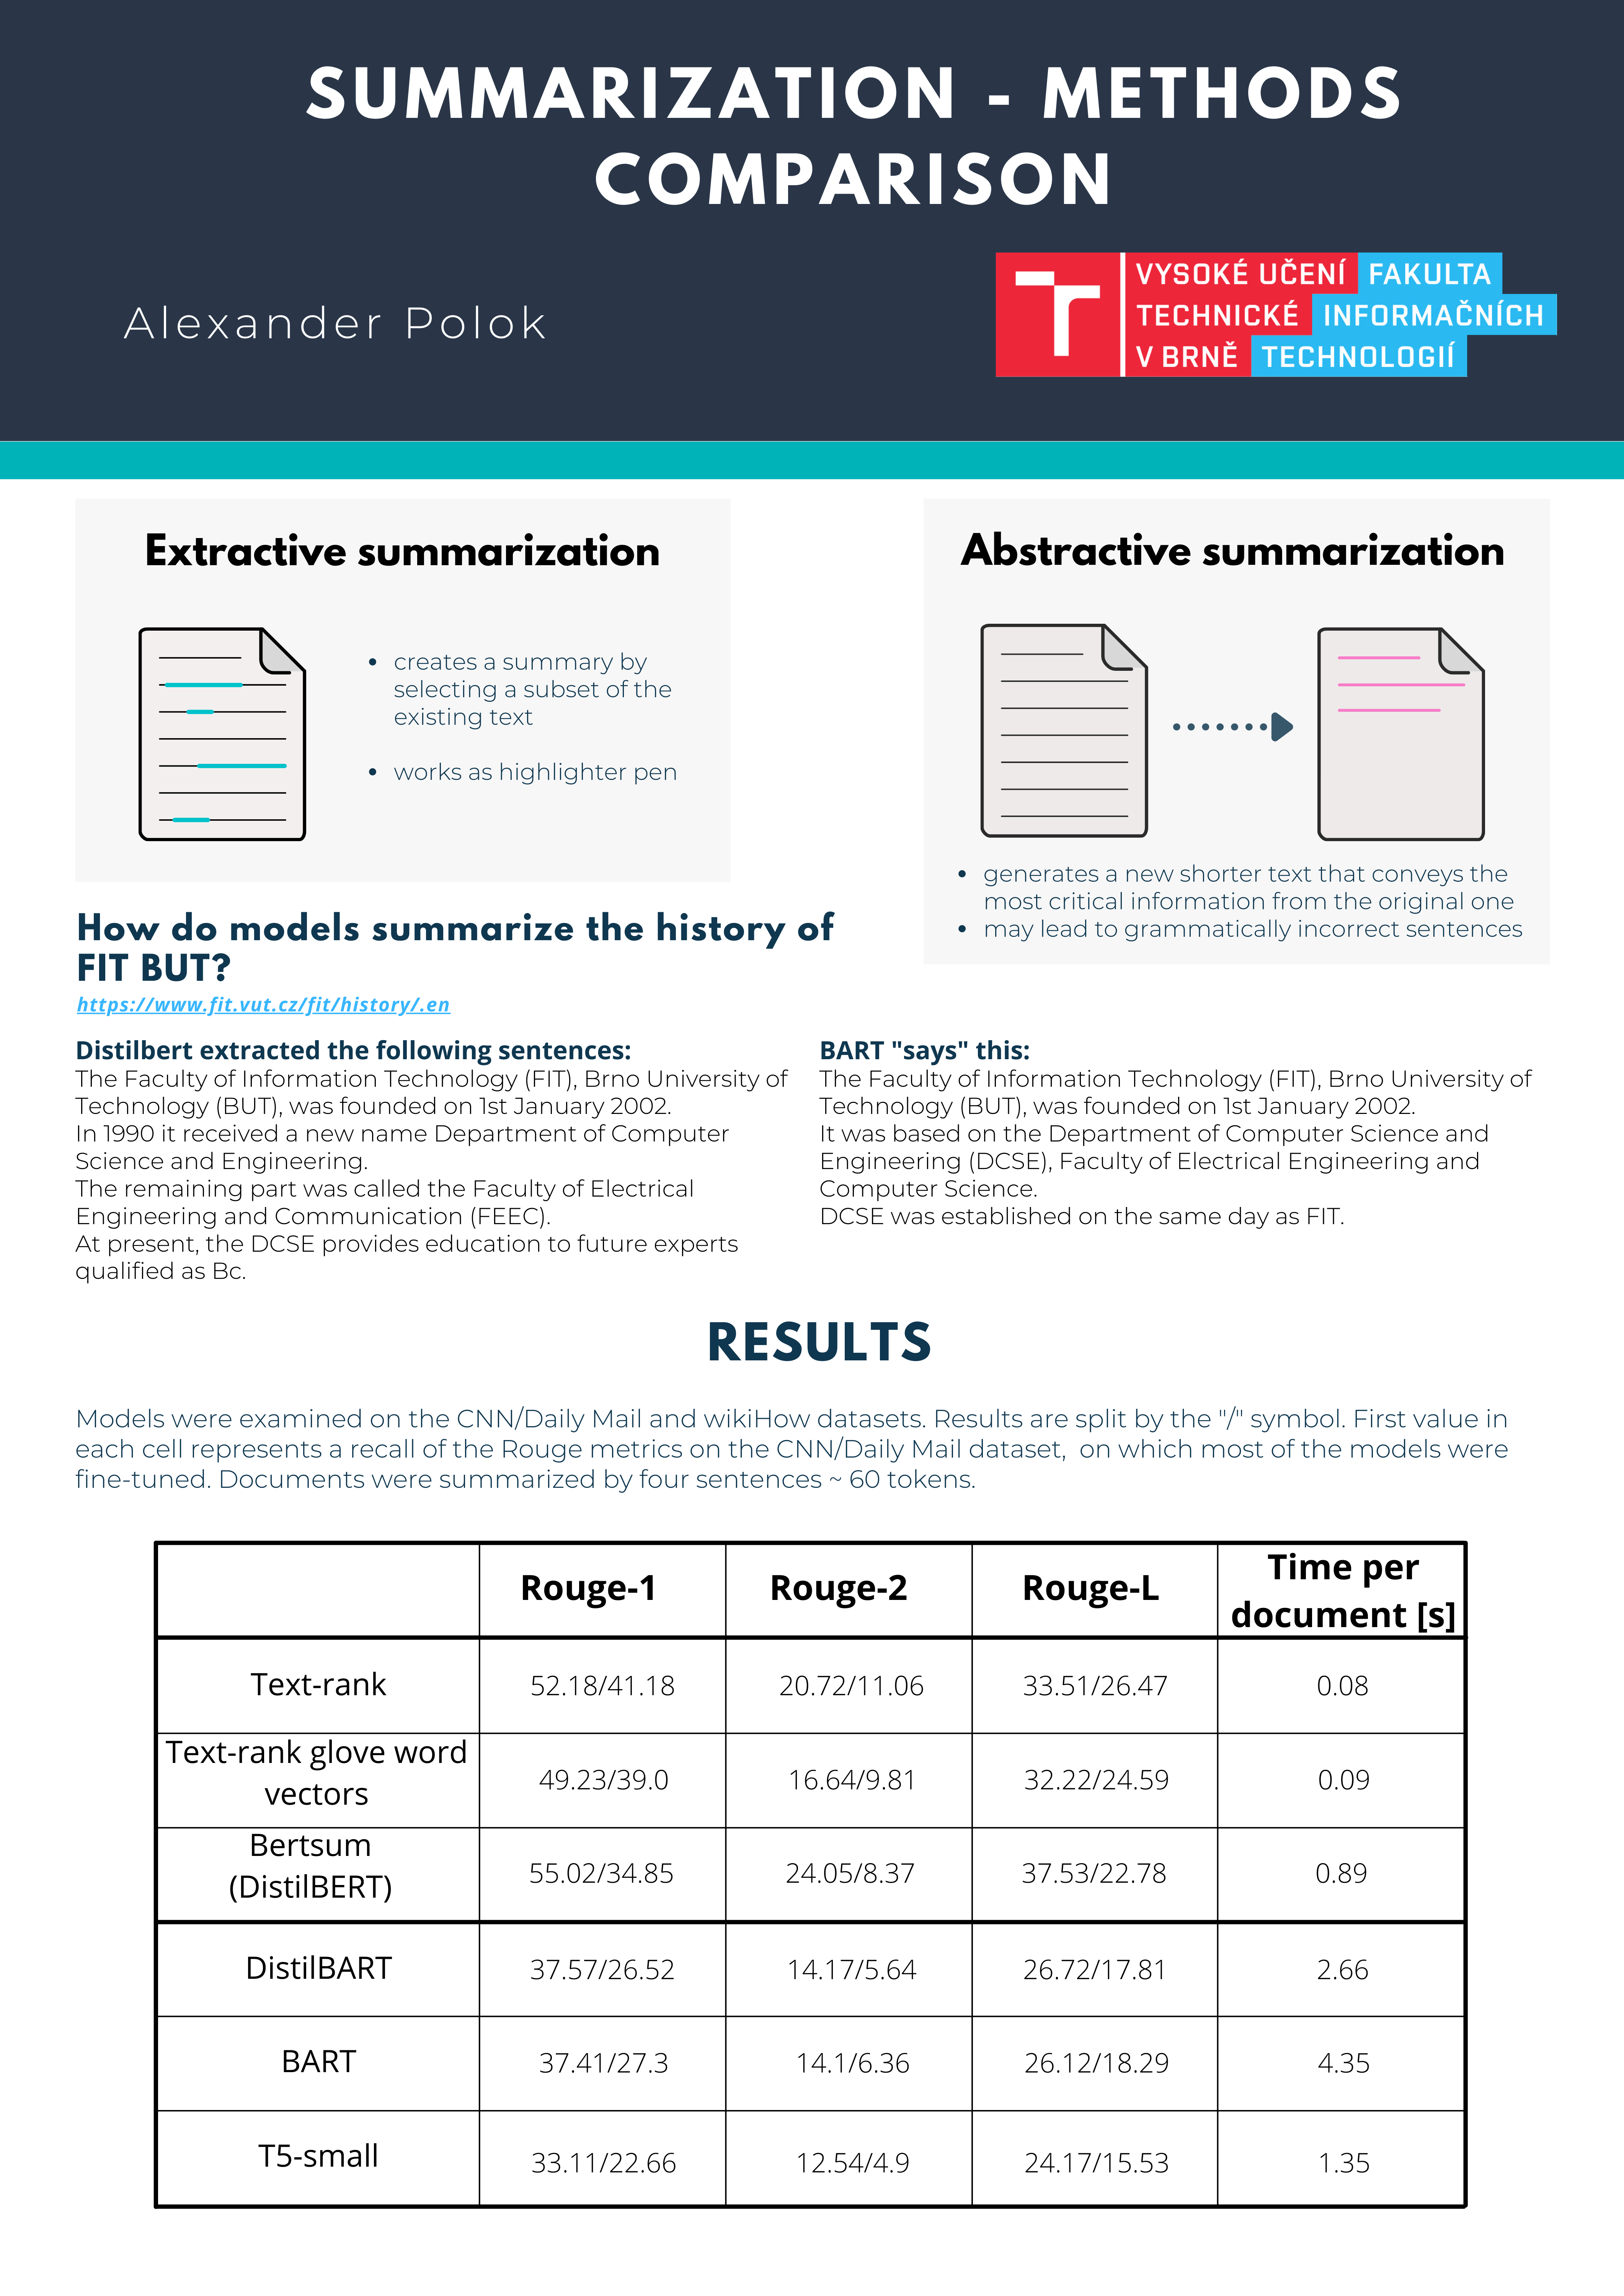 SUMMARIZATION - METHODS
COMPARISON
Alexander Polok
VYSOKÉ UČENÍ FAKULTA
TECHNICKÉ INFORMAČNÍCH
V BRNĚ TECHNOLOGIÍ
Extractive summarization
• creates a summary by
selecting a subset of the
existing text
• works as highlighter pen
Abstractive summarization
• generates a new shorter text that conveys the
most critical information from the original one
• may lead to grammatically incorrect sentences
How do models summarize the history of
FIT BUT?
https://www.fit.vut.cz/fit/history/.en
Distilbert extracted the following sentences:
The Faculty of Information Technology (FIT), Brno University of
Technology (BUT), was founded on 1st January 2002.
In 1990 it received a new name Department of Computer
Science and Engineering.
The remaining part was called the Faculty of Electrical
Engineering and Communication (FEEC).
At present, the DCSE provides education to future experts
qualified as Bc.
BART "says" this:
The Faculty of Information Technology (FIT), Brno University of
Technology (BUT), was founded on 1st January 2002.
It was based on the Department of Computer Science and
Engineering (DCSE), Faculty of Electrical Engineering and
Computer Science.
DCSE was established on the same day as FIT.
RESULTS
Models were examined on the CNN/Daily Mail and wikiHow datasets. Results are split by the "/" symbol. First value in
each cell represents a recall of the Rouge metrics on the CNN/Daily Mail dataset, on which most of the models were
fine-tuned. Documents were summarized by four sentences ~ 60 tokens.
Rouge-1 Rouge-2 Rouge-L Time per
document [s]
Text-rank 52.18/41.18 20.72/11.06 33.51/26.47 0.08
Text-rank glove word
vectors 49.23/39.0 16.64/9.81 32.22/24.59 0.09
Bertsum
(DistilBERT) 55.02/34.85 24.05/8.37 37.53/22.78 0.89
DistilBART 37.57/26.52 14.17/5.64 26.72/17.81 2.66
BART 37.41/27.3 14.1/6.36 26.12/18.29 4.35
T5-small 33.11/22.66 12.54/4.9 24.17/15.53 1.35